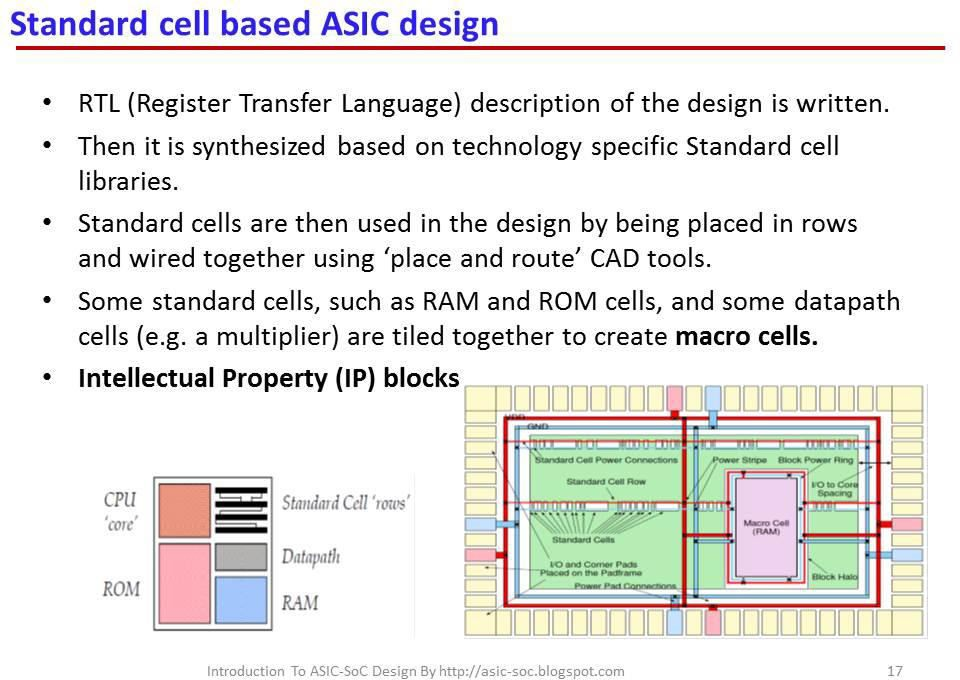 Standard cell based ASIC design
• RTL (Register Transfer Language) description of the design is written.
• Then it is synthesized based on technology specific Standard cell
libraries.
• Standard cells are then used in the design by being placed in rows
and wired together using ‘place and route’ CAD tools.
• Some standard cells, such as RAM and ROM cells, and some datapath
cells (e.g. a multiplier) are tiled together to create macro cells.
• Intellectual Property (IP) blocks
CPU
‘core’
ROM
Standard Cell ‘rows’
Datapath
RAM
VDD
GND
Standard Cell Power Connections
Power Stripe
Block Power Ring
Standard Cell Row
I/O to Core
Spacing
Macro Cell
(RAM)
Standard Cells
I/O and Corner Pads
Placed on the Padframe
Block Halo
Power Pad Connections
Introduction To ASIC-SoC Design By http://asic-soc.blogspot.com
17